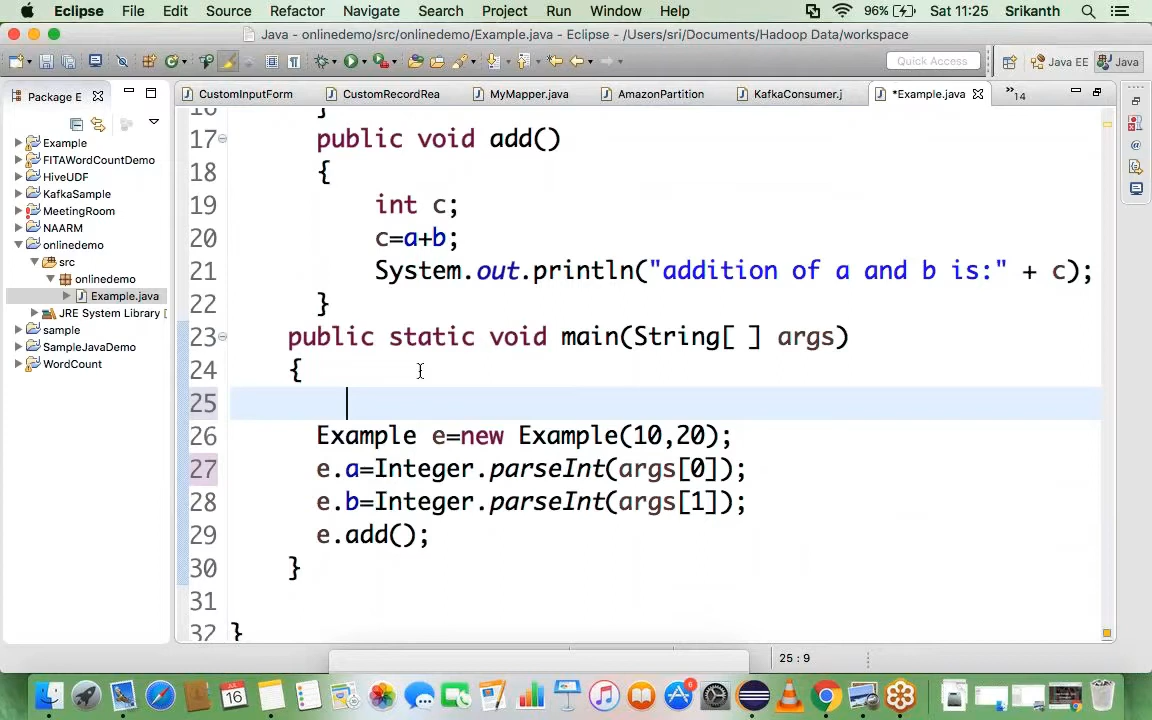 Eclipse File Edit Source Refactor Navigate Search Project Run Window Help 96% Sat 11:25 Srikanth
Java - onlinedemo/src/onlinedemo/Example.java - Eclipse - /Users/sri/Documents/Hadoop Data/workspace
Quick Access Java EE Java
Package E CustomInputForm CustomRecordRea MyMapper.java AmazonPartition KafkaConsumer.j *Example.java 14
Example
FITAWordCountDemo
HiveUDF
KafkaSample
MeetingRoom
NAARM
onlinedemo
src
onlinedemo
Example.java
JRE System Library [
sample
SampleJavaDemo
WordCount
16 }
17 public void add()
18 {
19 int c;
20 c=a+b;
21 System.out.println("addition of a and b is:" + c);
22 }
23 public static void main(String[ ] args)
24 {
25
26 Example e=new Example(10,20);
27 e.a=Integer.parseInt(args[0]);
28 e.b=Integer.parseInt(args[1]);
29 e.add();
30 }
31
32 }
25 : 9
16
6